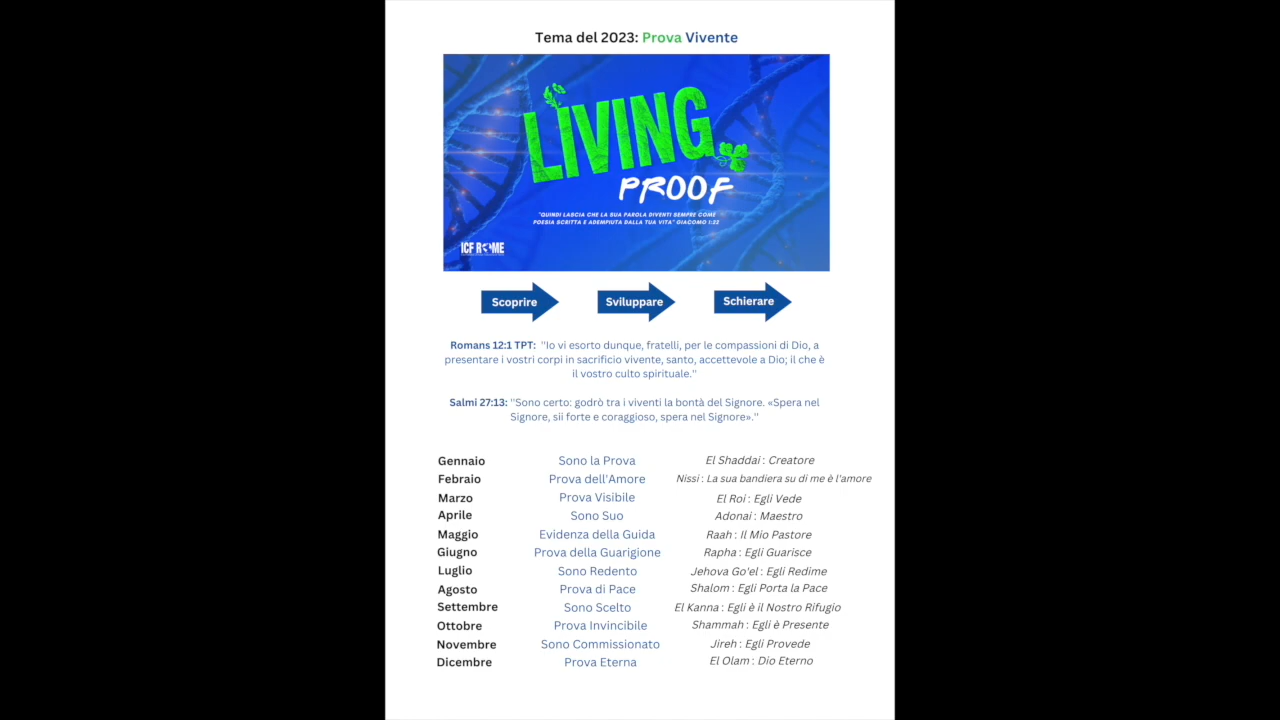 Tema del 2023: Prova Vivente
LIVING
PROOF
"QUINDI LASCIA CHE LA SUA PAROLA DIVENTI SEMPRE COME
POESIA SCRITTA E ADEMPIUTA DALLA TUA VITA" GIACOMO 1:22
ICF ROME
Scoprire Sviluppare Schierare
Romans 12:1 TPT: "Io vi esorto dunque, fratelli, per le compassioni di Dio, a
presentare i vostri corpi in sacrificio vivente, santo, accettevole a Dio; il che è
il vostro culto spirituale."
Salmi 27:13: "Sono certo: godrò tra i viventi la bontà del Signore. «Spera nel
Signore, sii forte e coraggioso, spera nel Signore»."
Gennaio Sono la Prova El Shaddai : Creatore
Febraio Prova dell'Amore Nissi : La sua bandiera su di me è l'amore
Marzo Prova Visibile El Roi : Egli Vede
Aprile Sono Suo Adonai : Maestro
Maggio Evidenza della Guida Raah : Il Mio Pastore
Giugno Prova della Guarigione Rapha : Egli Guarisce
Luglio Sono Redento Jehova Go'el : Egli Redime
Agosto Prova di Pace Shalom : Egli Porta la Pace
Settembre Sono Scelto El Kanna : Egli è il Nostro Rifugio
Ottobre Prova Invincibile Shammah : Egli è Presente
Novembre Sono Commissionato Jireh : Egli Provede
Dicembre Prova Eterna El Olam : Dio Eterno